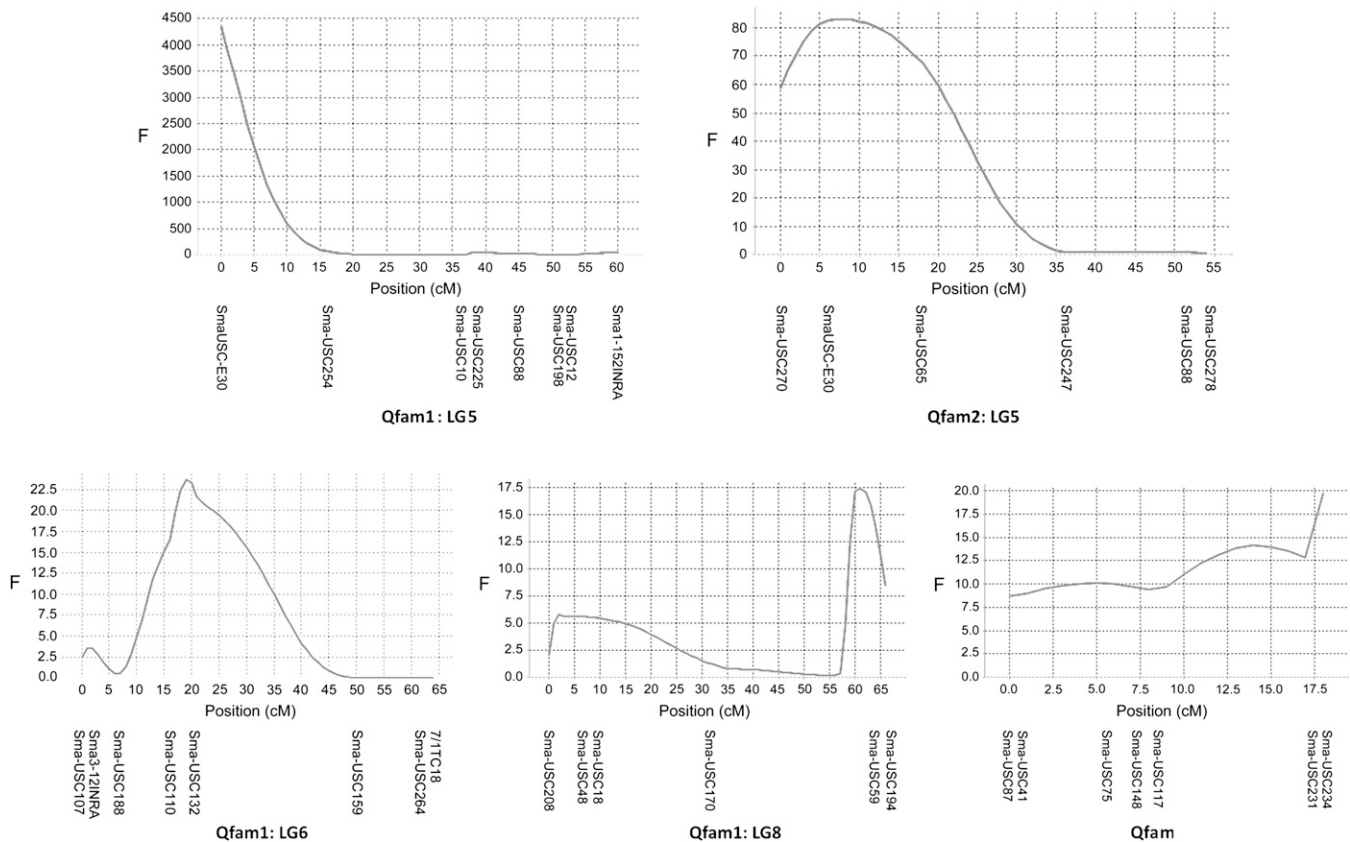 4500
4000
3500
3000
2500
2000
1500
1000
500
0
F
0 5 10 15 20 25 30 35 40 45 50 55 60
Position (cM)
SmaUSC-E30
Sma-USC254
Sma-USC10
Sma-USC225
Sma-USC88
Sma-USC198
Sma-USC12
Sma1-152INRA
Qfam1: LG5
80
70
60
50
40
30
20
10
0
F
0 5 10 15 20 25 30 35 40 45 50 55
Position (cM)
Sma-USC270
SmaUSC-E30
Sma-USC65
Sma-USC247
Sma-USC88
Sma-USC278
Qfam2: LG5
22.5
20.0
17.5
15.0
12.5
10.0
7.5
5.0
2.5
0.0
F
0 5 10 15 20 25 30 35 40 45 50 55 60 65
Position (cM)
Sma-USC107
Sma3-12INRA
Sma-USC188
Sma-USC110
Sma-USC132
Sma-USC159
Sma-USC264
7/1TC18
Qfam1: LG6
17.5
15.0
12.5
10.0
7.5
5.0
2.5
0.0
F
0 5 10 15 20 25 30 35 40 45 50 55 60 65
Position (cM)
Sma-USC208
Sma-USC48
Sma-USC18
Sma-USC170
Sma-USC59
Sma-USC194
Qfam1: LG8
20.0
17.5
15.0
12.5
10.0
7.5
5.0
2.5
0.0
F
0.0 2.5 5.0 7.5 10.0 12.5 15.0 17.5
Position (cM)
Sma-USC87
Sma-USC41
Sma-USC75
Sma-USC148
Sma-USC117
Sma-USC231
Sma-USC234
Qfam